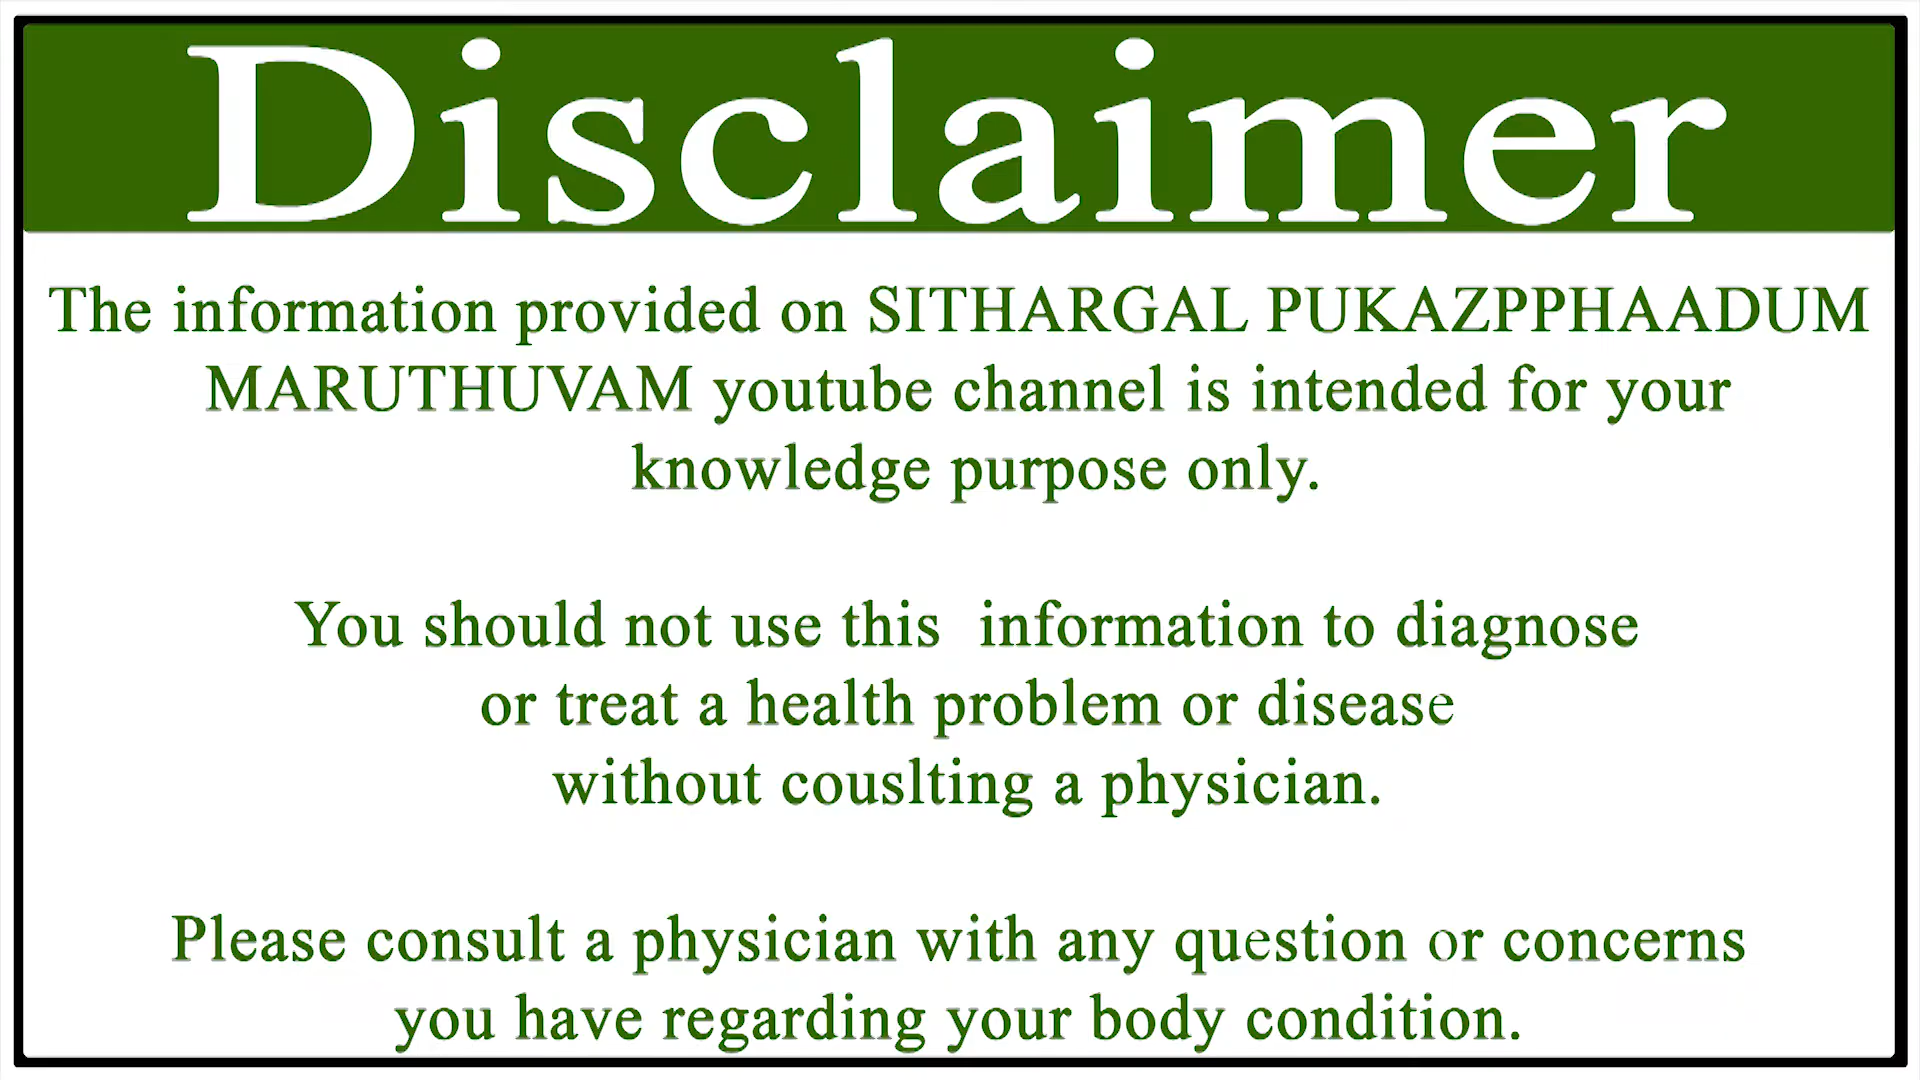 Disclaimer
The information provided on SITHARGAL PUKAZPPHAADUM
MARUTHUVAM youtube channel is intended for your
knowledge purpose only.
You should not use this  information to diagnose
or treat a health problem or disease
without couslting a physician.
Please consult a physician with any question or concerns
you have regarding your body condition.